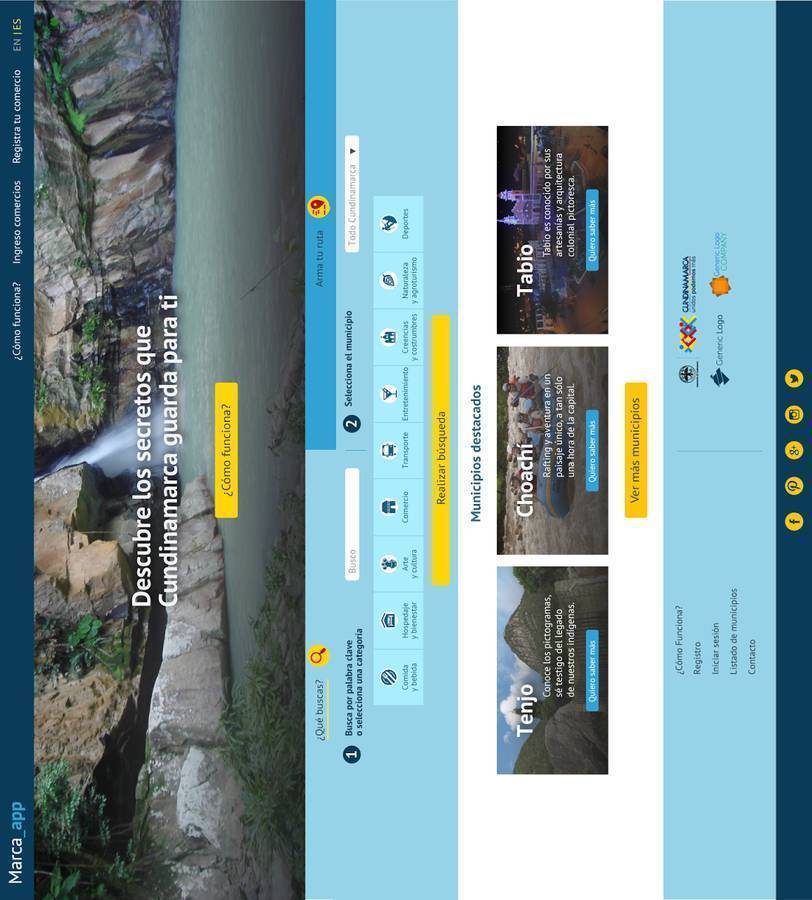 Marca_app
¿Cómo funciona?
Ingreso comercios
Registra tu comercio
EN | ES
Descubre los secretos que
Cundinamarca guarda para ti
¿Cómo funciona?
¿Qué buscas?
Arma tu ruta
1
Busca por palabra clave
o selecciona una categoría
Busco
2
Selecciona el municipio
Todo Cundinamarca
Comida
y bebida
Hospedaje
y bienestar
Arte
y cultura
Comercio
Transporte
Entretenimiento
Creencias
y costrumbres
Naturaleza
y agroturismo
Deportes
Realizar búsqueda
Municipios destacados
Tenjo
Conoce los pictogramas,
sé testigo del legado
de nuestros indígenas.
Quiero saber más
Choachí
Rafting y aventura en un
paisaje único, a tan sólo
una hora de la capital.
Quiero saber más
Tabio
Tabio es conocido por sus
artesanías y arquitectura
colonial pictoresca.
Quiero saber más
Ver más municipios
¿Cómo Funciona?
Registro
Iniciar sesión
Listado de municipios
Contacto
CUNDINAMARCA
unidos podemos más
Generic Logo
Generic Logo
COMPANY